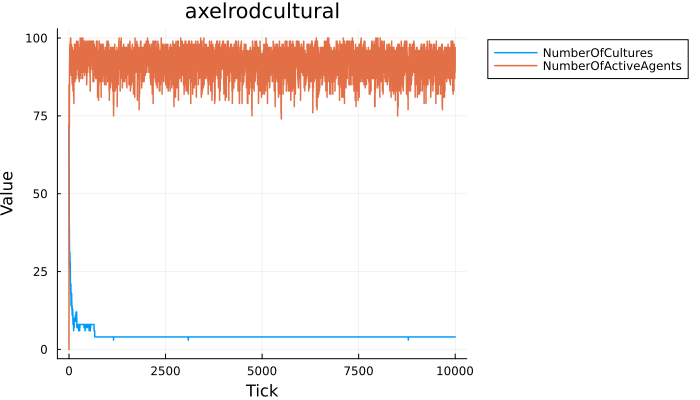 axelrodcultural
NumberOfCultures
NumberOfActiveAgents
Value
100
75
50
25
0
0
2500
5000
7500
10000
Tick